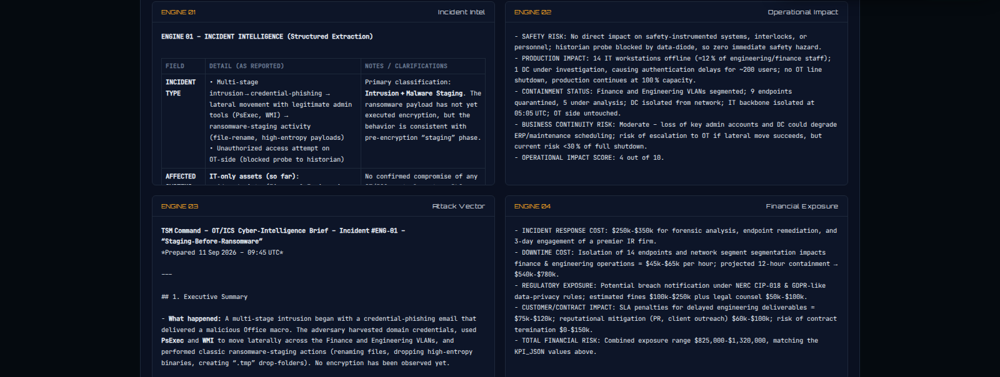 ENGINE 01
Incident Intel
ENGINE 01 – INCIDENT INTELLIGENCE (Structured Extraction)
FIELD
DETAIL (AS REPORTED)
NOTES / CLARIFICATIONS
INCIDENT
TYPE
• Multi-stage
intrusion→credential-phishing →
lateral movement with legitimate admin
tools (PsExec, WMI) →
ransomware-staging activity
(file-rename, high-entropy payloads)
• Unauthorized access attempt on
OT-side (blocked probe to historian)
Primary classification:
Intrusion + Malware Staging. The
ransomware payload has not yet
executed encryption, but the
behavior is consistent with
pre-encryption “staging” phase.
AFFECTED
IT-only assets (so far):
No confirmed compromise of any
ENGINE 02
Operational Impact
- SAFETY RISK: No direct impact on safety-instrumented systems, interlocks, or
personnel; historian probe blocked by data-diode, so zero immediate safety hazard.
- PRODUCTION IMPACT: 14 IT workstations offline (≈12 % of engineering/finance staff);
1 DC under investigation, causing authentication delays for ~200 users; no OT line
shutdown, production continues at 100 % capacity.
- CONTAINMENT STATUS: Finance and Engineering VLANs segmented; 9 endpoints
quarantined, 5 under analysis; DC isolated from network; IT backbone isolated at
05:05 UTC; OT side untouched.
- BUSINESS CONTINUITY RISK: Moderate – loss of key admin accounts and DC could degrade
ERP/maintenance scheduling; risk of escalation to OT if lateral move succeeds, but
current risk <30 % of full shutdown.
- OPERATIONAL IMPACT SCORE: 4 out of 10.
ENGINE 03
Attack Vector
TSM Command – OT/ICS Cyber-Intelligence Brief – Incident #ENG-01 –
“Staging-Before-Ransomware”
*Prepared 11 Sep 2026 – 09:45 UTC*
---
## 1. Executive Summary
- What happened: A multi-stage intrusion began with a credential-phishing email that
delivered a malicious Office macro. The adversary harvested domain credentials, used
PsExec and WMI to move laterally across the Finance and Engineering VLANs, and
performed classic ransomware-staging actions (renaming files, dropping high-entropy
binaries, creating “.tmp” drop-folders). No encryption has been observed yet.
ENGINE 04
Financial Exposure
- INCIDENT RESPONSE COST: $250k-$350k for forensic analysis, endpoint remediation, and
3-day engagement of a premier IR firm.
- DOWNTIME COST: Isolation of 14 endpoints and network segment segmentation impacts
finance & engineering operations ≈ $45k-$65k per hour; projected 12-hour containment →
$540k-$780k.
- REGULATORY EXPOSURE: Potential breach notification under NERC CIP-018 & GDPR-like
data-privacy rules; estimated fines $100k-$250k plus legal counsel $50k-$100k.
- CUSTOMER/CONTRACT IMPACT: SLA penalties for delayed engineering deliverables ≈
$75k-$120k; reputational mitigation (PR, client outreach) $60k-$100k; risk of contract
termination $0-$150k.
- TOTAL FINANCIAL RISK: Combined exposure range $825,000-$1,320,000, matching the
KPI_JSON values above.